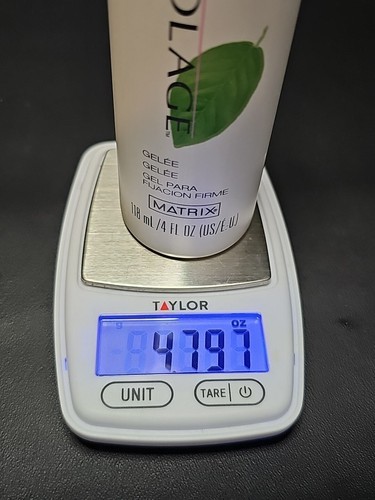 OLAGE™
GELÉE
GELÉE
GEL PARA
FIJACION FIRME
MATRIX
118 mL/4 FL OZ (US/E.U)
TAYLOR
g OZ
4.797
UNIT
TARE